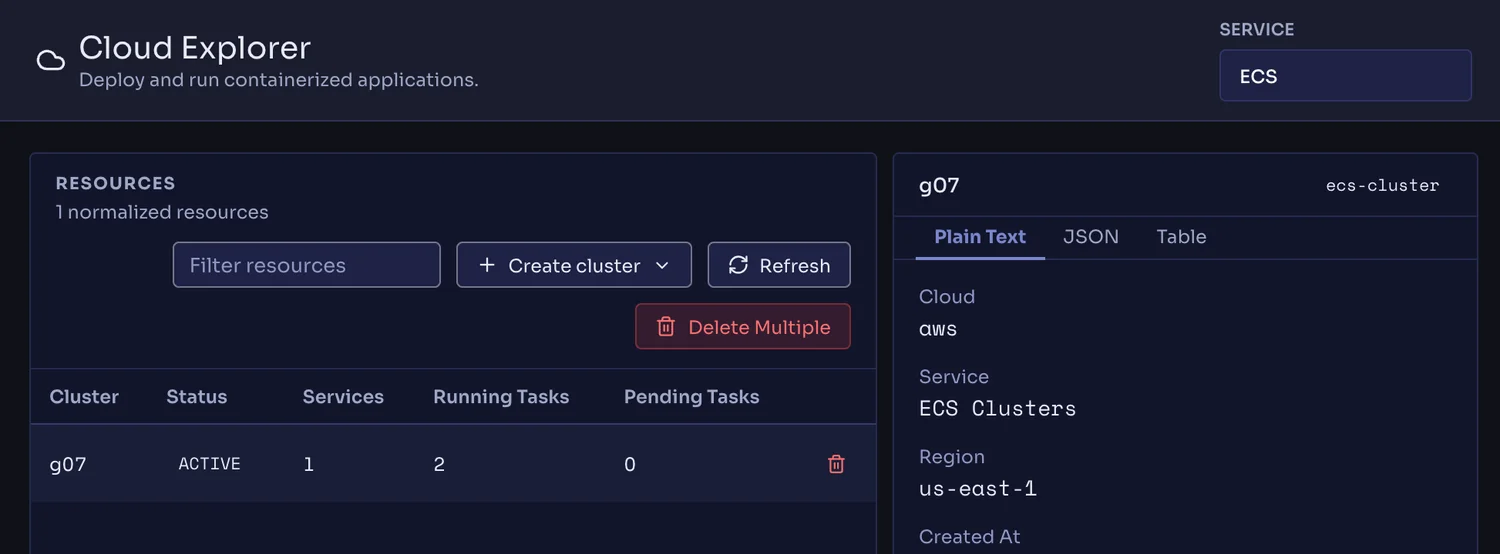 Cloud Explorer
Deploy and run containerized applications.
SERVICE
ECS
RESOURCES
1 normalized resources
Filter resources
Create cluster
Refresh
Delete Multiple
Cluster Status Services Running Tasks Pending Tasks
g07 ACTIVE 1 2 0
g07 ecs-cluster
Plain Text JSON Table
Cloud
aws
Service
ECS Clusters
Region
us-east-1
Created At